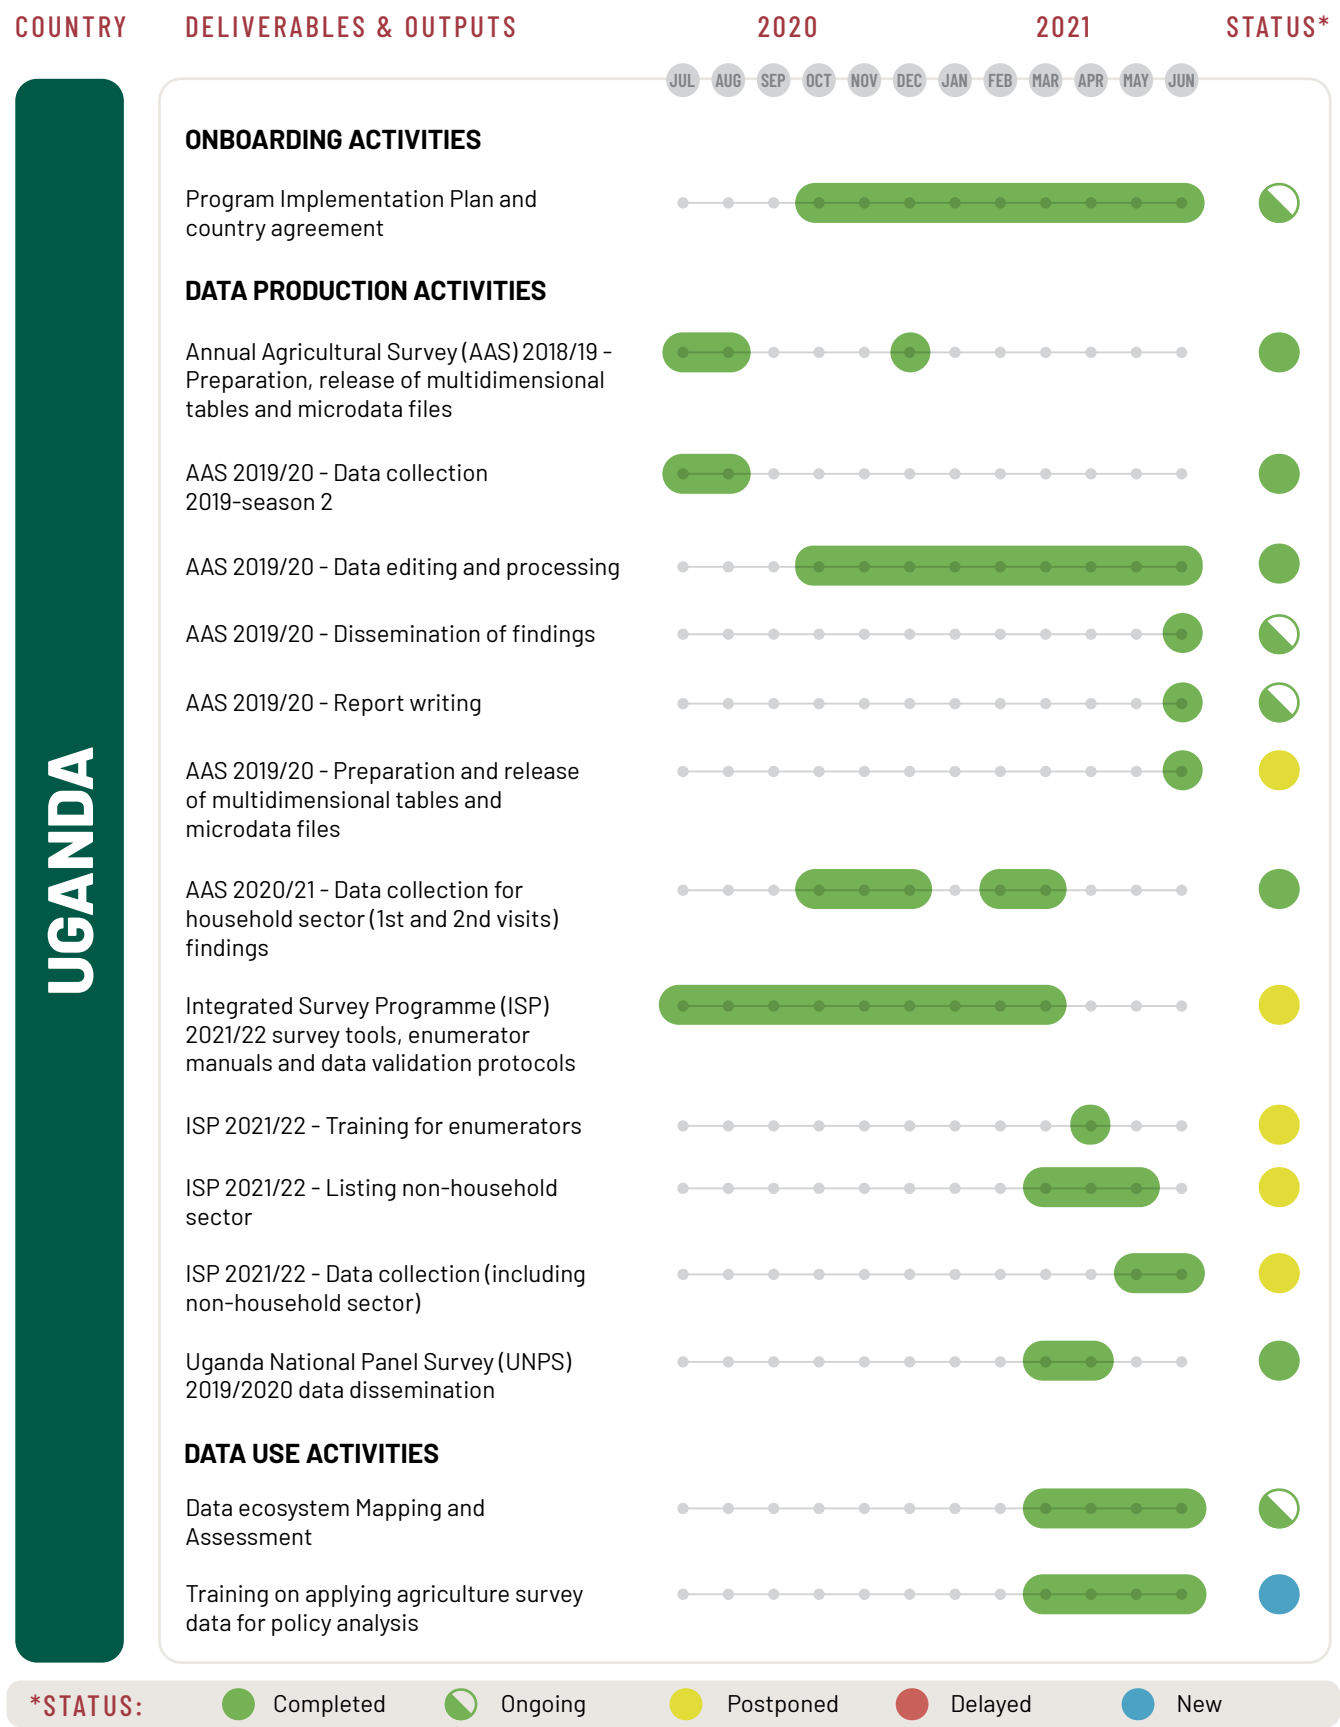 COUNTRY DELIVERABLES & OUTPUTS 2020 2021 STATUS*
JUL AUG SEP OCT NOV DEC JAN FEB MAR APR MAY JUN
UGANDA
ONBOARDING ACTIVITIES
Program Implementation Plan and
country agreement
DATA PRODUCTION ACTIVITIES
Annual Agricultural Survey (AAS) 2018/19 -
Preparation, release of multidimensional
tables and microdata files
AAS 2019/20 - Data collection
2019-season 2
AAS 2019/20 - Data editing and processing
AAS 2019/20 - Dissemination of findings
AAS 2019/20 - Report writing
AAS 2019/20 - Preparation and release
of multidimensional tables and
microdata files
AAS 2020/21 - Data collection for
household sector (1st and 2nd visits)
findings
Integrated Survey Programme (ISP)
2021/22 survey tools, enumerator
manuals and data validation protocols
ISP 2021/22 - Training for enumerators
ISP 2021/22 - Listing non-household
sector
ISP 2021/22 - Data collection (including
non-household sector)
Uganda National Panel Survey (UNPS)
2019/2020 data dissemination
DATA USE ACTIVITIES
Data ecosystem Mapping and
Assessment
Training on applying agriculture survey
data for policy analysis
*STATUS: Completed Ongoing Postponed Delayed New